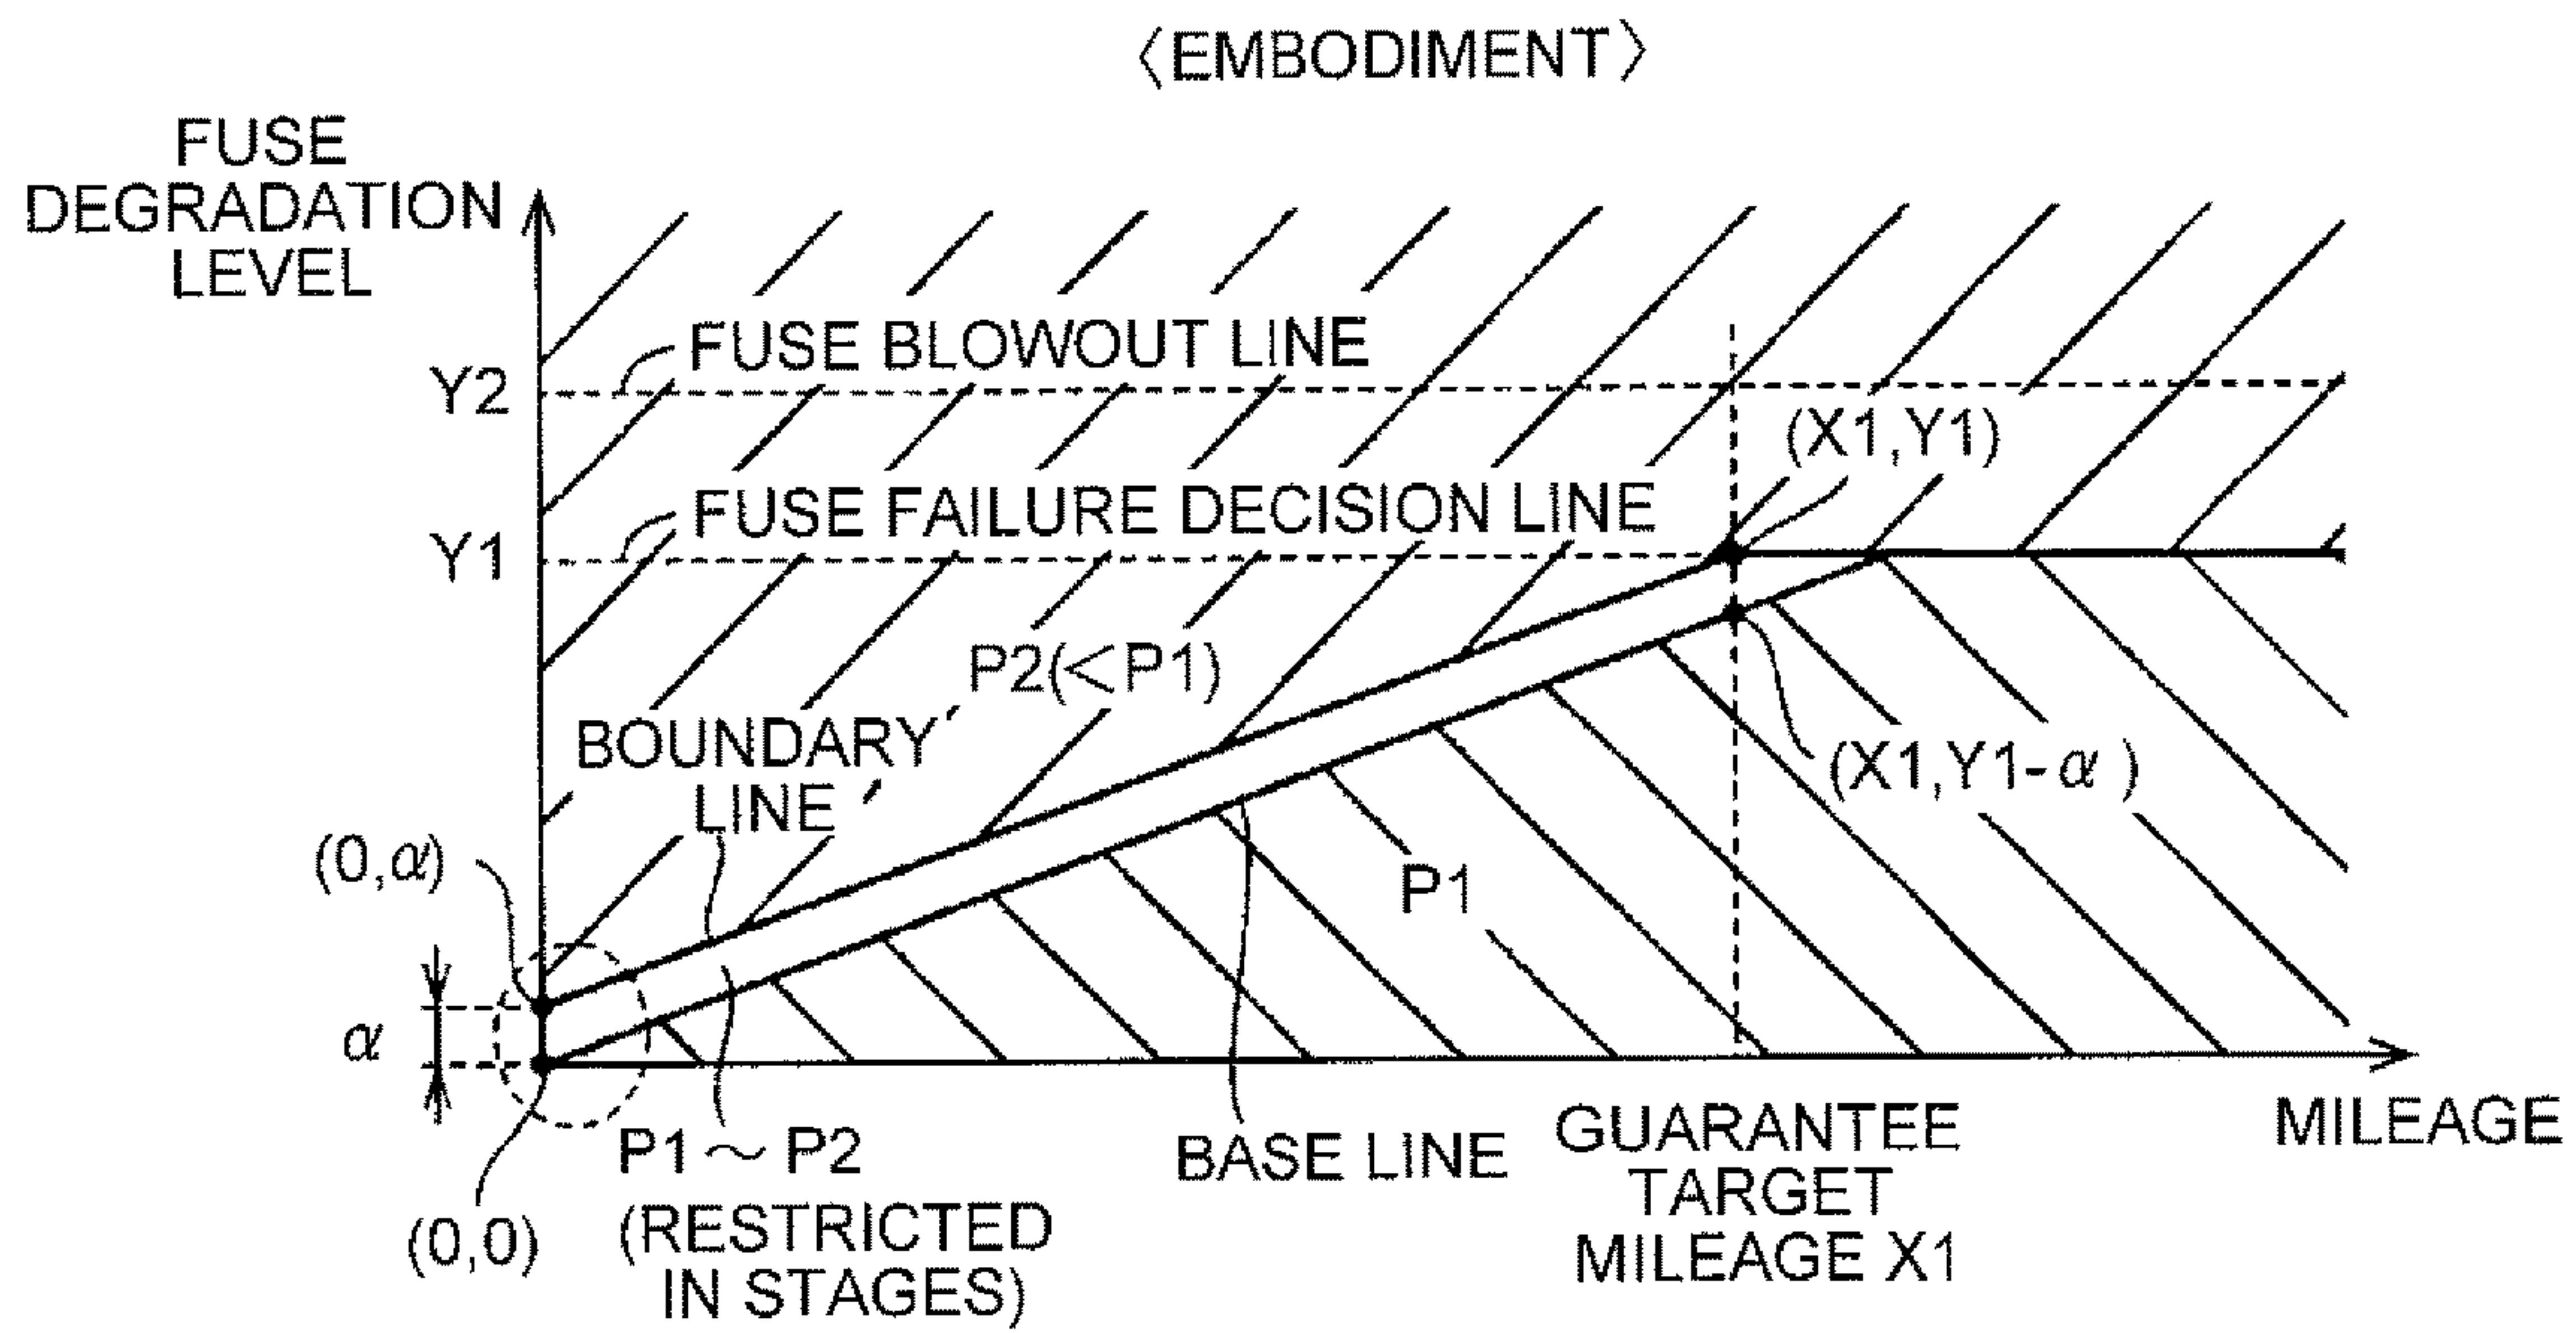 〈EMBODIMENT〉
FUSE
DEGRADATION
LEVEL
FUSE BLOWOUT LINE
Y2
(X1,Y1)
FUSE FAILURE DECISION LINE
Y1
P2(<P1)
BOUNDARY
LINE
(X1,Y1-α)
(0,α)
P1
α
P1～P2
(RESTRICTED
IN STAGES)
(0,0)
BASE LINE
GUARANTEE
TARGET
MILEAGE X1
MILEAGE